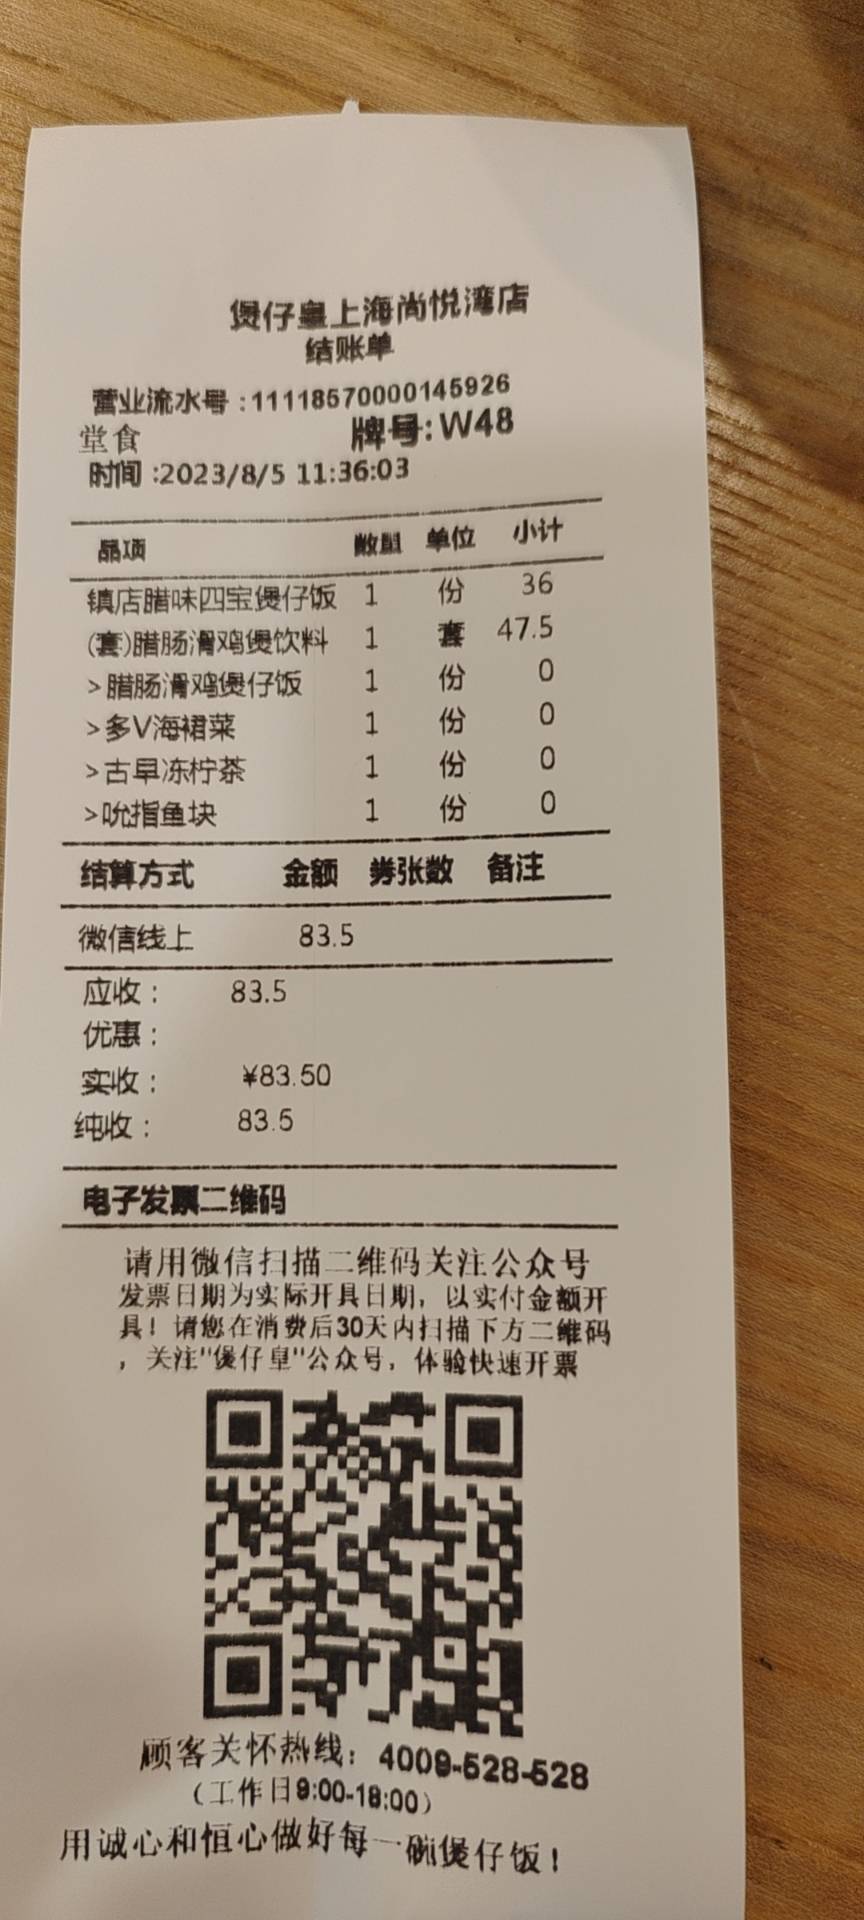 煲仔皇上海尚悦湾店
结账单
营业流水号:11118570000145926
堂食 牌号:W48
时间:2023/8/5 11:36:03
品项 数量 单位 小计
镇店腊味四宝煲仔饭 1 份 36
(套)腊肠滑鸡煲饮料 1 套 47.5
>腊肠滑鸡煲仔饭 1 份 0
>多V海裙菜 1 份 0
>古早冻柠茶 1 份 0
>吮指鱼块 1 份 0
结算方式 金额 券张数 备注
微信线上 83.5
应收: 83.5
优惠:
实收: ¥83.50
纯收: 83.5
电子发票二维码
请用微信扫描二维码关注公众号
发票日期为实际开具日期，以实付金额开
具！请您在消费后30天内扫描下方二维码
，关注"煲仔皇"公众号，体验快速开票
顾客关怀热线：4009-528-528
（工作日9:00-18:00）
用诚心和恒心做好每一碗煲仔饭！